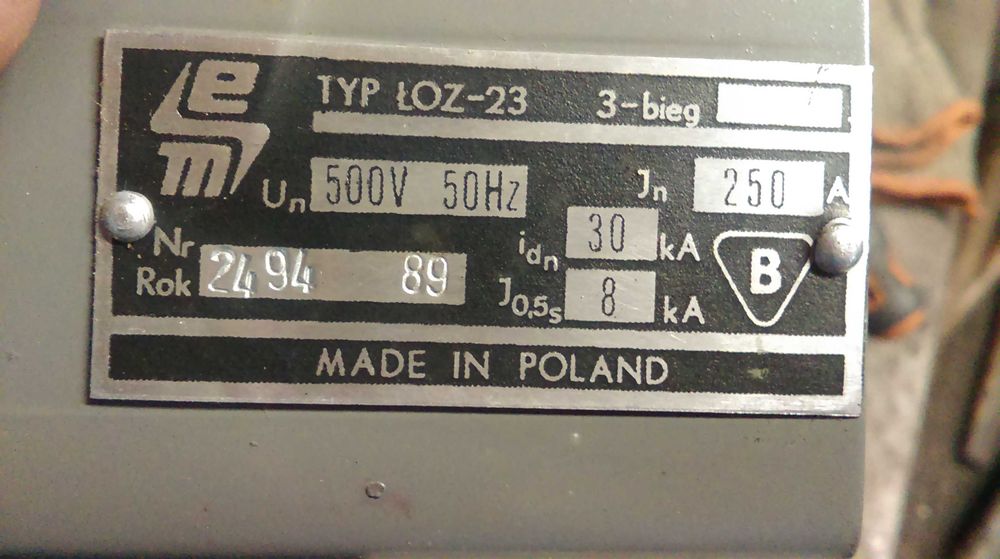 em
TYP ŁOZ-23 3-bieg
Un 500V 50Hz Jn 250 A
idn 30 kA
Nr
Rok 2494 89
J0,5s 8 kA
B
MADE IN POLAND